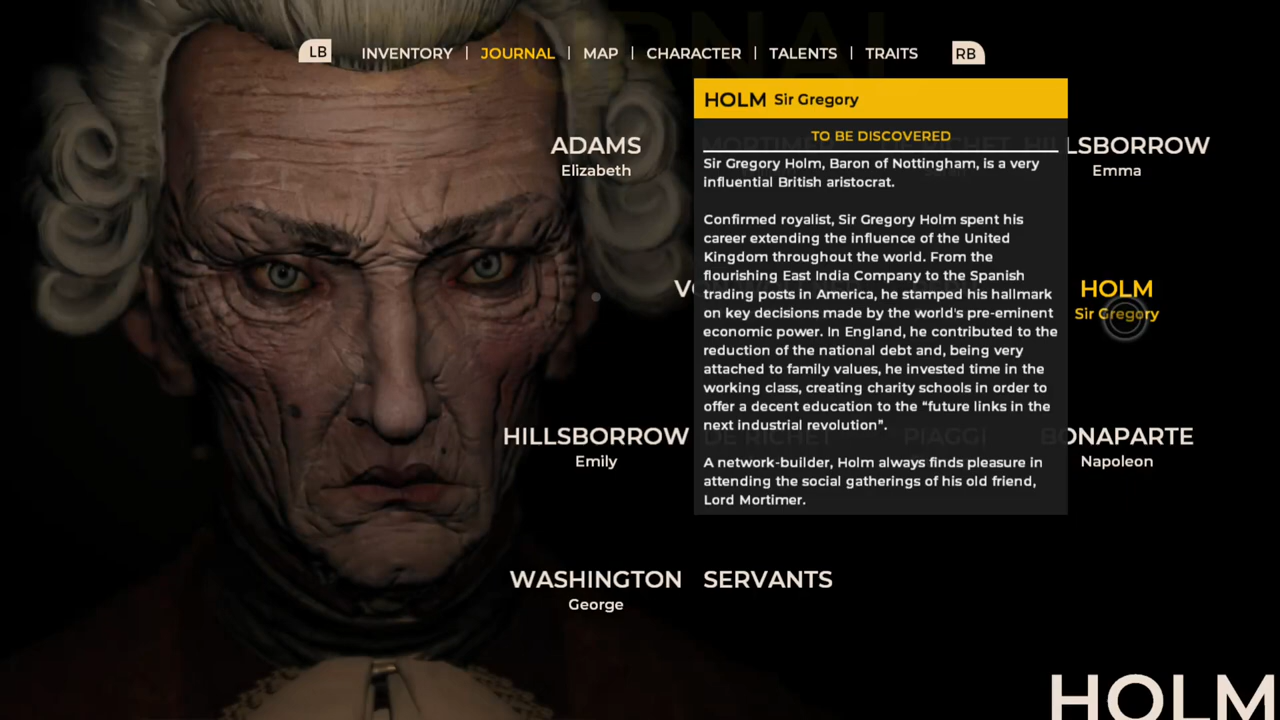 LB INVENTORY | JOURNAL | MAP | CHARACTER | TALENTS | TRAITS RB
HOLM Sir Gregory
TO BE DISCOVERED
Sir Gregory Holm, Baron of Nottingham, is a very
influential British aristocrat.
Confirmed royalist, Sir Gregory Holm spent his
career extending the influence of the United
Kingdom throughout the world. From the
flourishing East India Company to the Spanish
trading posts in America, he stamped his hallmark
on key decisions made by the world's pre-eminent
economic power. In England, he contributed to the
reduction of the national debt and, being very
attached to family values, he invested time in the
working class, creating charity schools in order to
offer a decent education to the “future links in the
next industrial revolution”.
A network-builder, Holm always finds pleasure in
attending the social gatherings of his old friend,
Lord Mortimer.
ADAMS
Elizabeth
LSBORROW
Emma
HOLM
Sir Gregory
HILLSBORROW
Emily
DE RICHET
PIAGGI
BONAPARTE
Napoleon
WASHINGTON
George
SERVANTS
HOLM